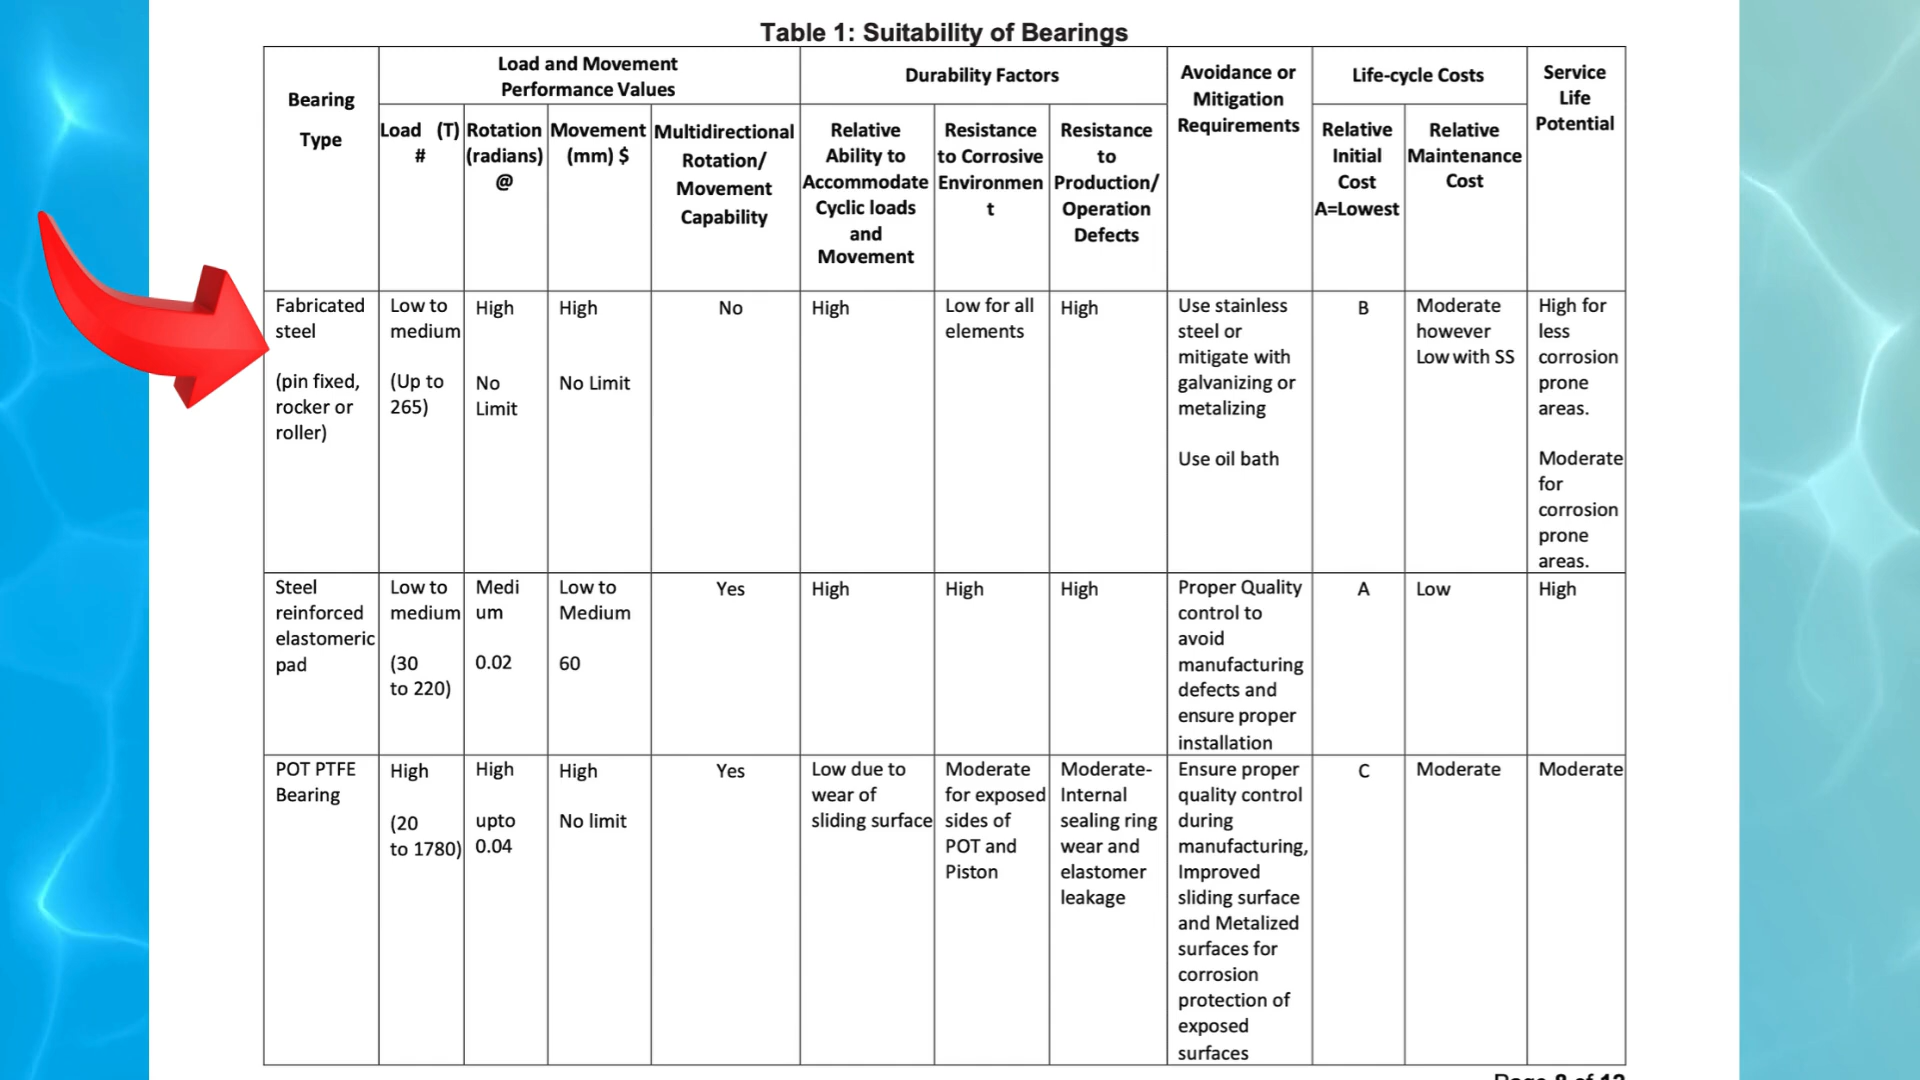 Table 1: Suitability of Bearings
Bearing
Type
Load and Movement
Performance Values
Durability Factors
Avoidance or
Mitigation
Requirements
Life-cycle Costs
Service
Life
Potential
Load (T)
#
Rotation
(radians)
@
Movement
(mm) $
Multidirectional
Rotation/
Movement
Capability
Relative
Ability to
Accommodate
Cyclic loads
and
Movement
Resistance
to Corrosive
Environmen
t
Resistance
to
Production/
Operation
Defects
Relative
Initial
Cost
A=Lowest
Relative
Maintenance
Cost
Fabricated
steel
(pin fixed,
rocker or
roller)
Low to
medium
(Up to
265)
High
No
Limit
High
No Limit
No
High
Low for all
elements
High
Use stainless
steel or
mitigate with
galvanizing or
metalizing
Use oil bath
B
Moderate
however
Low with SS
High for
less
corrosion
prone
areas.
Moderate
for
corrosion
prone
areas.
Steel
reinforced
elastomeric
pad
Low to
medium
(30
to 220)
Medi
um
0.02
Low to
Medium
60
Yes
High
High
High
Proper Quality
control to
avoid
manufacturing
defects and
ensure proper
installation
A
Low
High
POT PTFE
Bearing
High
(20
to 1780)
High
upto
0.04
High
No limit
Yes
Low due to
wear of
sliding surface
Moderate
for exposed
sides of
POT and
Piston
Moderate-
Internal
sealing ring
wear and
elastomer
leakage
Ensure proper
quality control
during
manufacturing,
Improved
sliding surface
and Metalized
surfaces for
corrosion
protection of
exposed
surfaces
C
Moderate
Moderate
Page 8 of 12